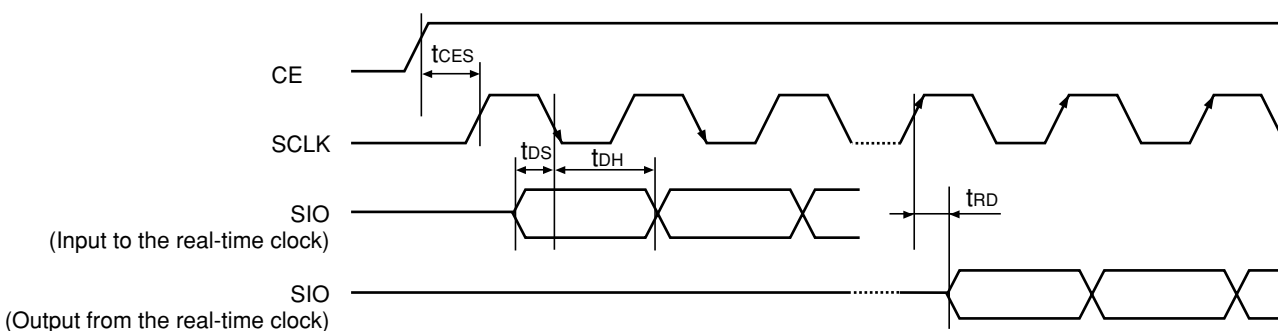 CE
tCES
SCLK
tDS
tDH
SIO
(Input to the real-time clock)
tRD
SIO
(Output from the real-time clock)